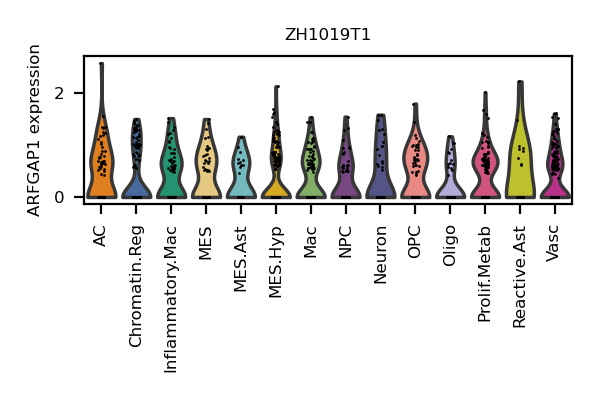 ZH1019T1
ARFGAP1 expression
2
0
AC
Chromatin.Reg
Inflammatory.Mac
MES
MES.Ast
MES.Hyp
Mac
NPC
Neuron
OPC
Oligo
Prolif.Metab
Reactive.Ast
Vasc